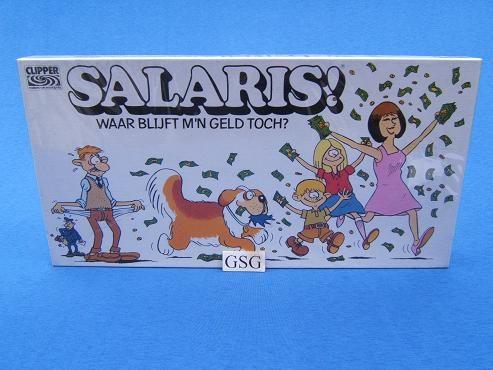 CLIPPER
SALARIS!
WAAR BLIJFT M'N GELD TOCH?
GSG